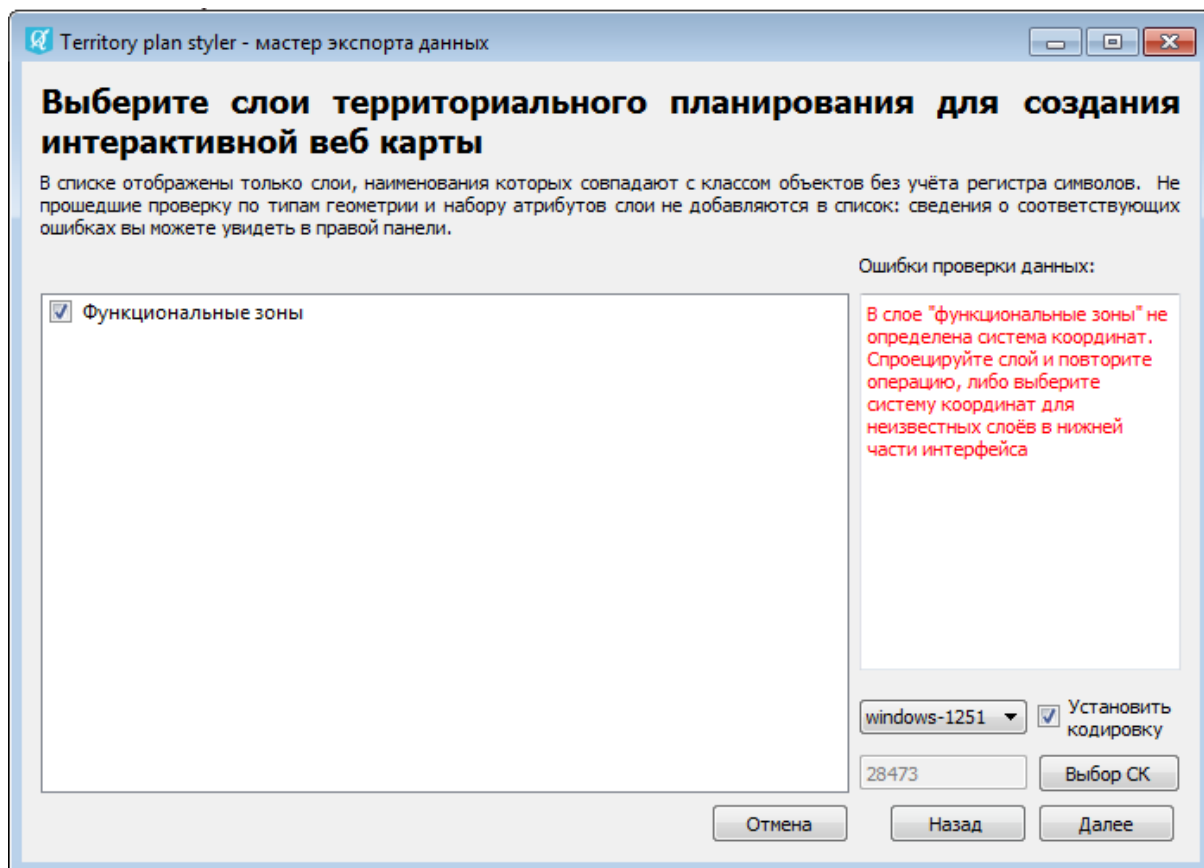 Territory plan styler - мастер экспорта данных
Выберите слои территориального планирования для создания
интерактивной веб карты
В списке отображены только слои, наименования которых совпадают с классом объектов без учёта регистра символов. Не
прошедшие проверку по типам геометрии и набору атрибутов слои не добавляются в список: сведения о соответствующих
ошибках вы можете увидеть в правой панели.
Ошибки проверки данных:
Функциональные зоны
В слое "функциональные зоны" не
определена система координат.
Спроецируйте слой и повторите
операцию, либо выберите
систему координат для
неизвестных слоёв в нижней
части интерфейса
windows-1251
Установить
кодировку
28473
Выбор СК
Отмена
Назад
Далее